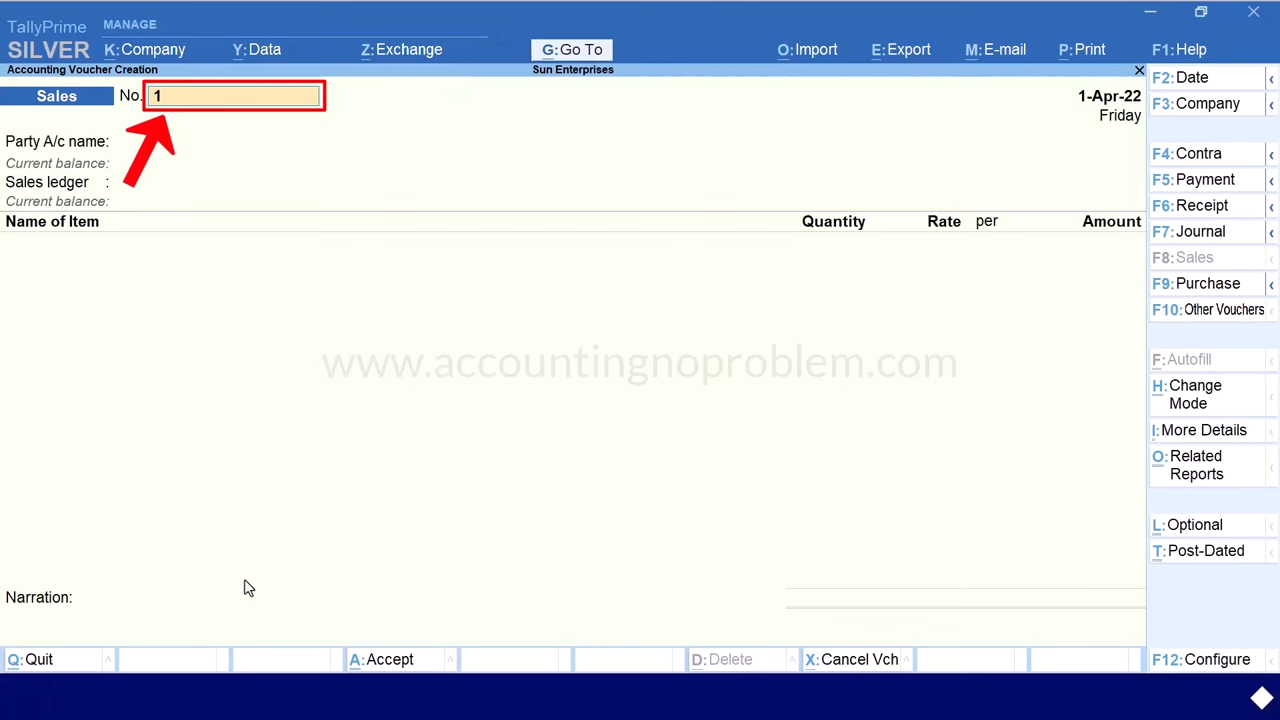 TallyPrime MANAGE
SILVER K:Company Y:Data Z:Exchange G:Go To O:Import E:Export M:E-mail P:Print F1:Help
Accounting Voucher Creation Sun Enterprises
Sales No. 1 1-Apr-22
Friday
Party A/c name:
Current balance:
Sales ledger :
Current balance:
Name of Item Quantity Rate per Amount
www.accountingnoproblem.com
Narration:
Q:Quit A:Accept D:Delete X:Cancel Vch F12:Configure
F2:Date
F3:Company
F4:Contra
F5:Payment
F6:Receipt
F7:Journal
F8:Sales
F9:Purchase
F10:Other Vouchers
F:Autofill
H:Change
Mode
I:More Details
O:Related
Reports
L:Optional
T:Post-Dated